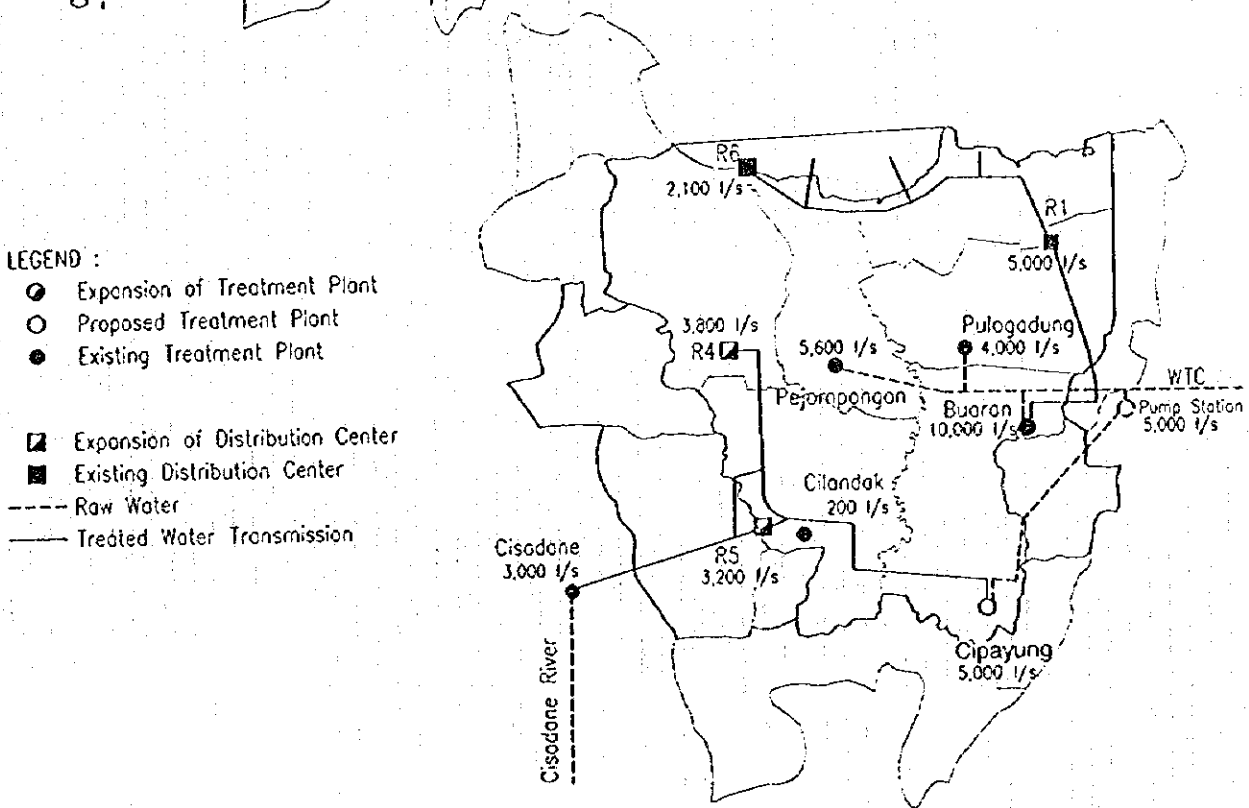 LEGEND :
Expansion of Treatment Plant
Proposed Treatment Plant
Existing Treatment Plant
Expansion of Distribution Center
Existing Distribution Center
Raw Water
Treated Water Transmission
R6
2,100 l/s
R1
5,000 l/s
3,800 l/s
R4
5,600 l/s
Pejompongan
Pulogadung
4,000 l/s
WTC
Buaran
10,000 l/s
Pump Station
5,000 l/s
Cilandak
200 l/s
Cisadane
3,000 l/s
R5
3,200 l/s
Cipayung
5,000 l/s
Cisadane River